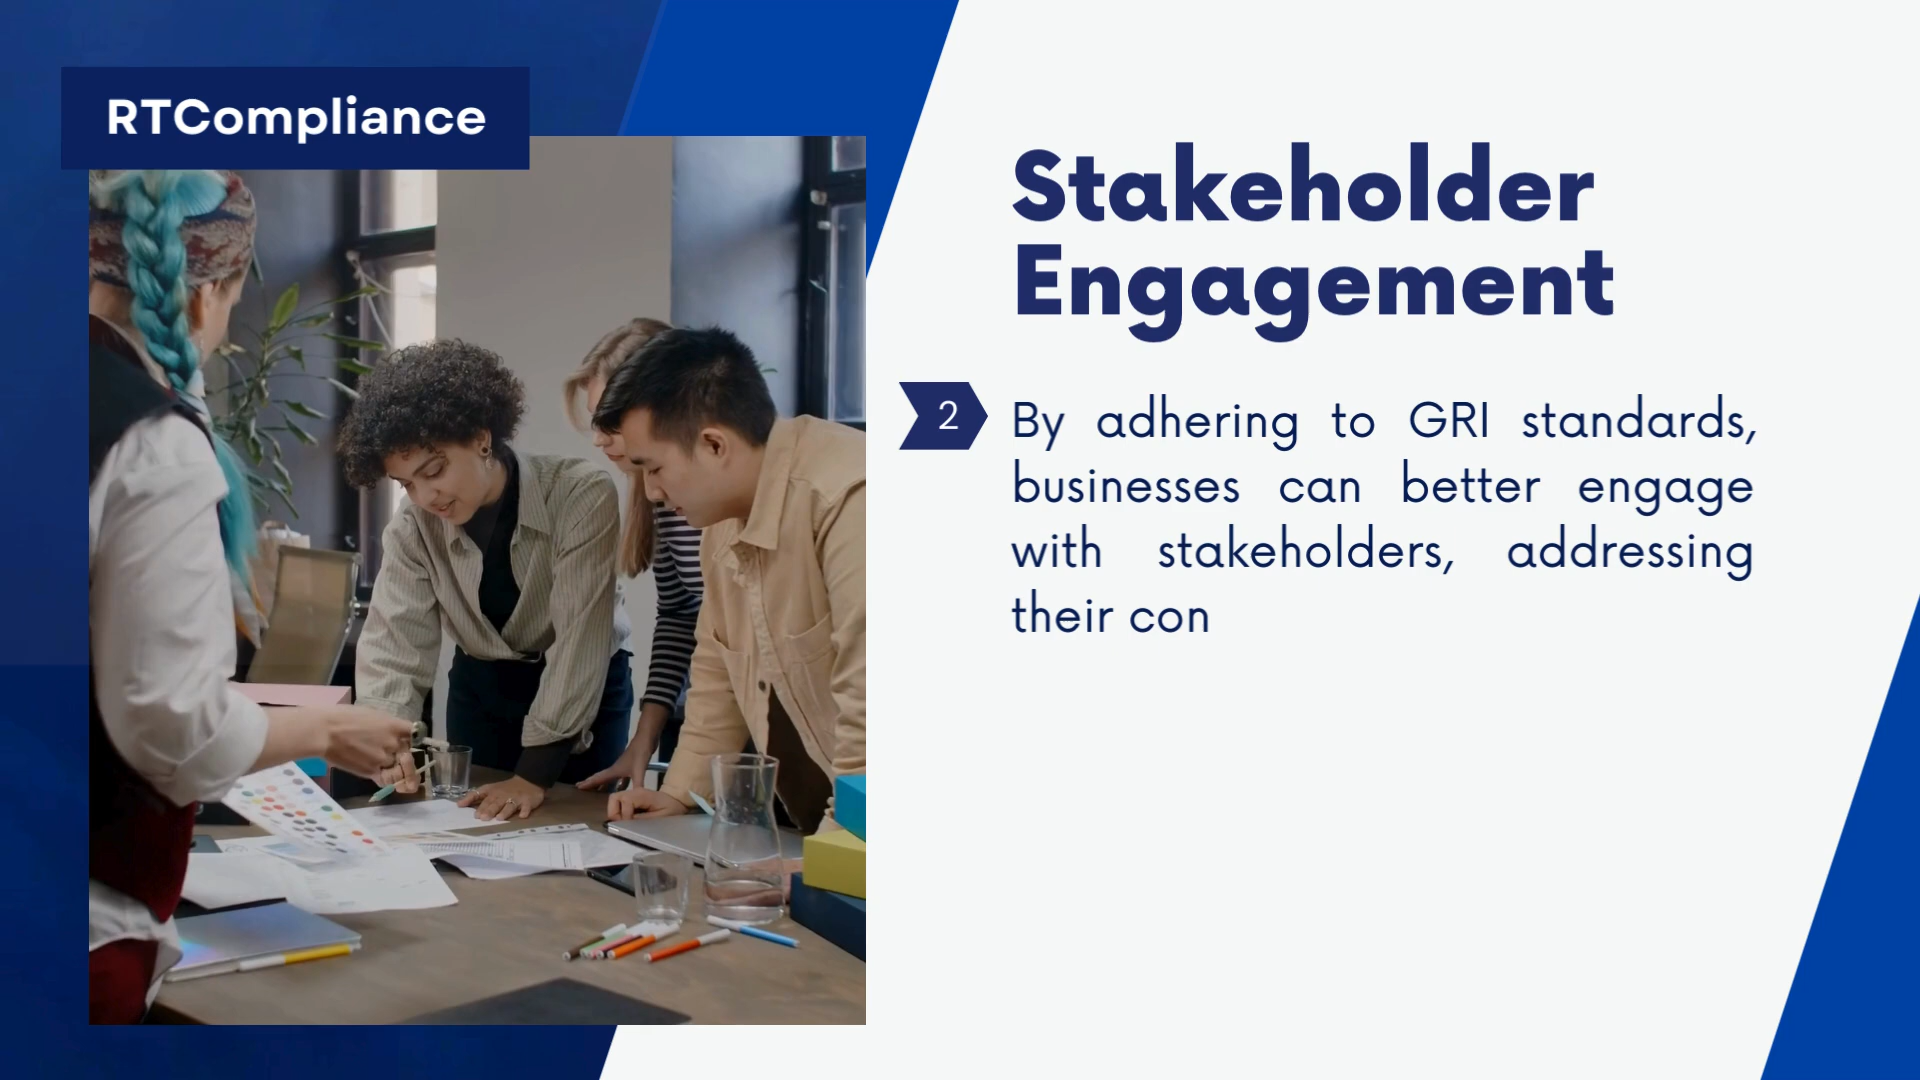 RTCompliance
Stakeholder
Engagement
2
By adhering to GRI standards,
businesses can better engage
with stakeholders, addressing
their con